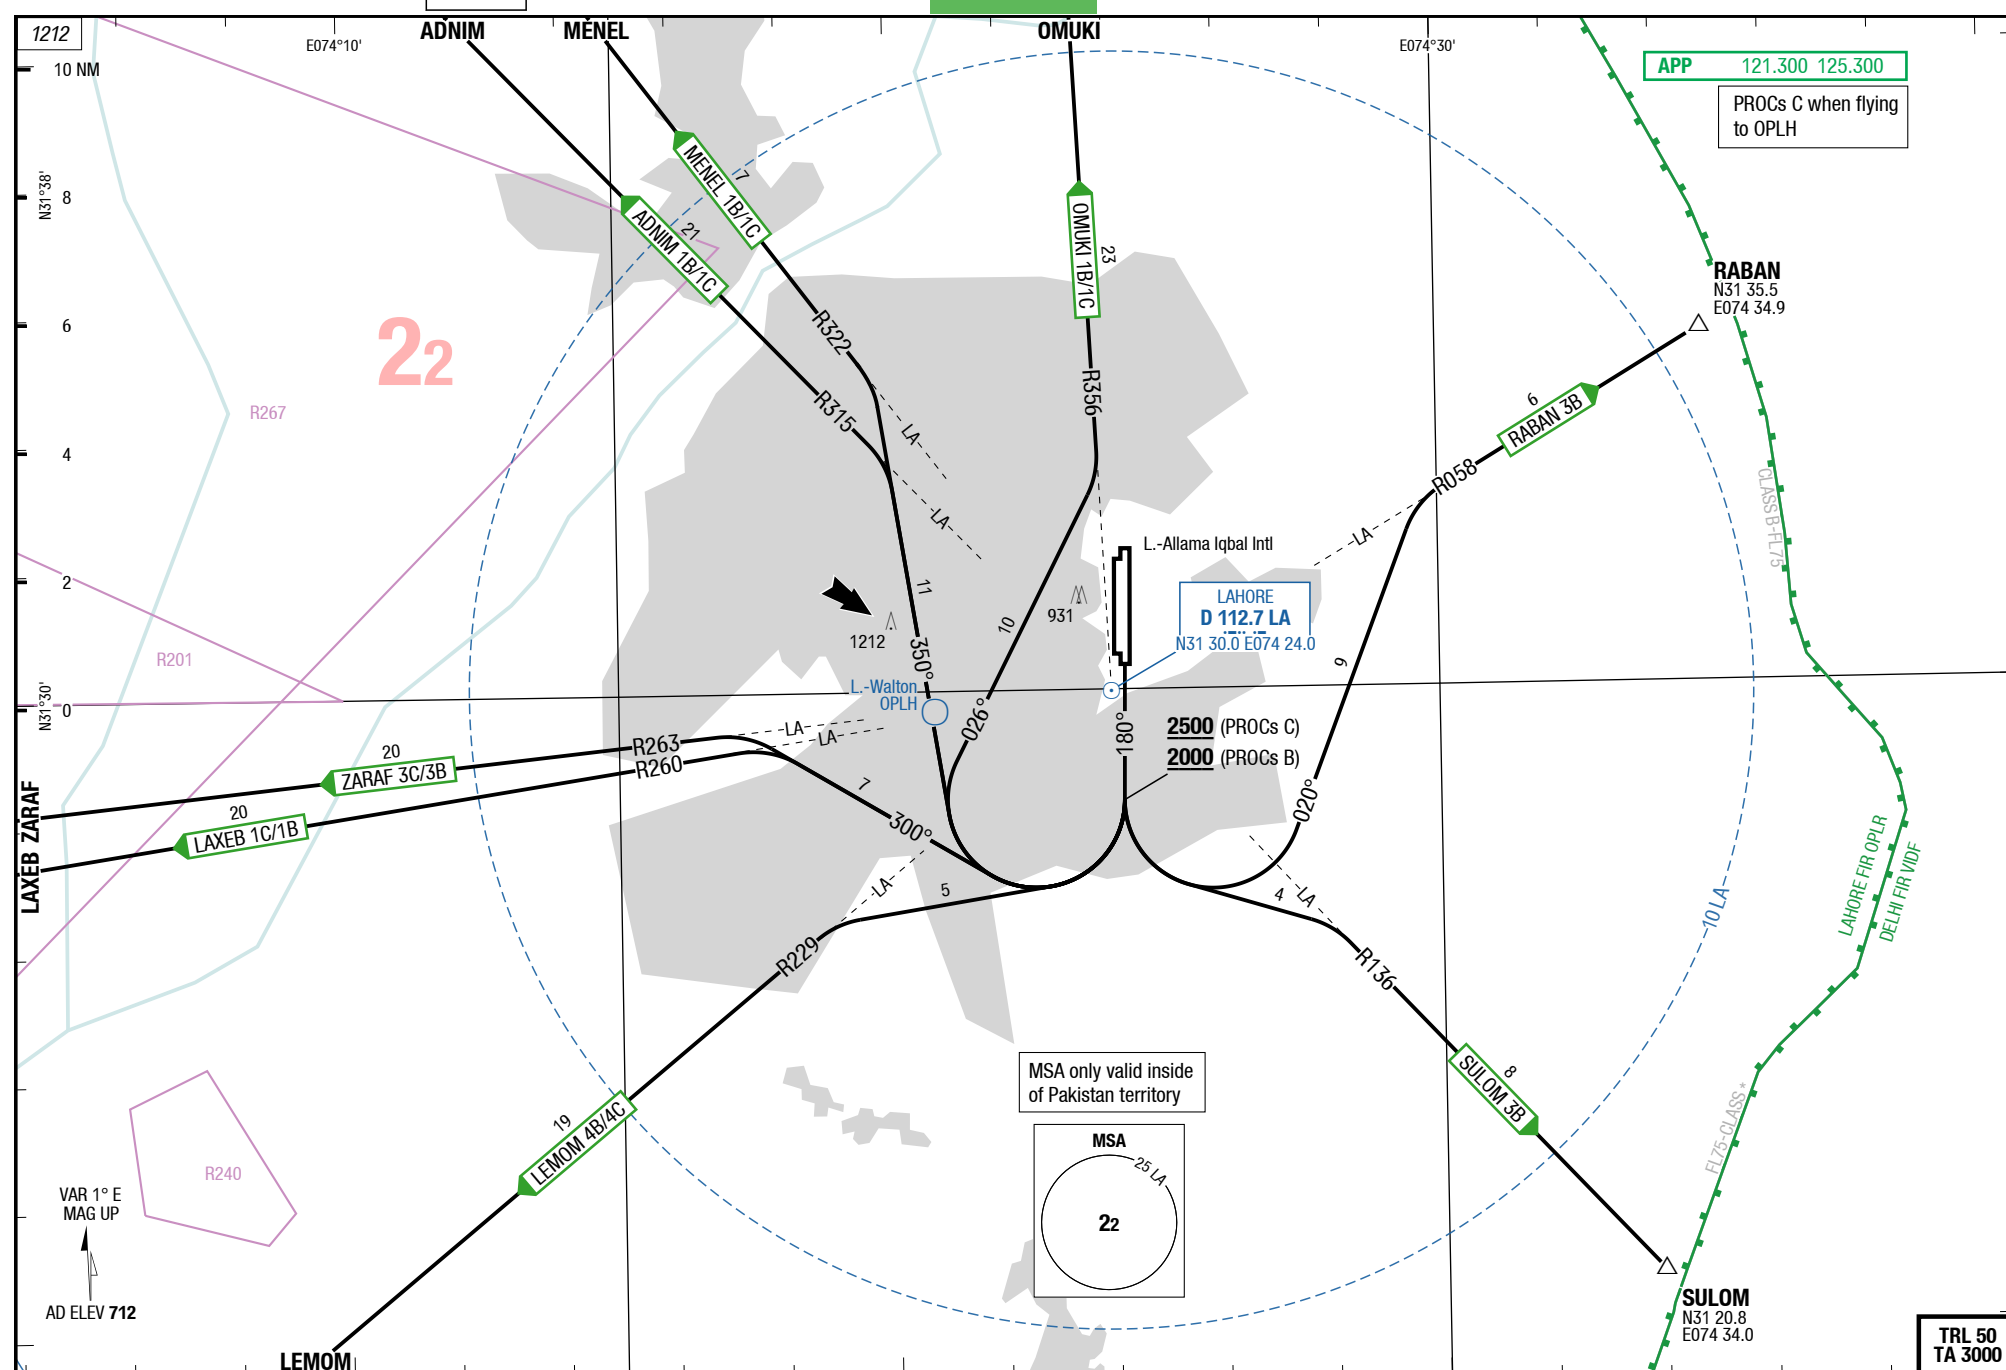 1212
ADNIM
MENEL
OMUKI
E074°10'
E074°30'
10 NM
8
6
4
2
0
N31°38'
N31°30'
APP 121.300 125.300
PROCs C when flying
to OPLH
MENEL 1B/1C
7
ADNIM 1B/1C
21
OMUKI 1B/1C
23
RABAN
N31 35.5
E074 34.9
22
R267
R322
R315
R356
LA
LA
6
RABAN 3B
R058
LA
CLASS B-FL75
L.-Allama Iqbal Intl
11
10
9
931
1212
LAHORE
D 112.7 LA
N31 30.0 E074 24.0
R201
350°
L.-Walton
OPLH
026°
180°
2500 (PROCs C)
2000 (PROCs B)
020°
LA
LA
R263
R260
20
ZARAF 3C/3B
20
LAXEB 1C/1B
LAXEB ZARAF
7
300°
LA
5
4
LA
R229
R136
10 LA
LAHORE FIR OPLR
DELHI FIR VIDF
MSA only valid inside
of Pakistan territory
MSA
25 LA
22
8
SULOM 3B
FL75-CLASS *
19
LEMOM 4B/4C
R240
VAR 1° E
MAG UP
AD ELEV 712
LEMOM
SULOM
N31 20.8
E074 34.0
TRL 50
TA 3000